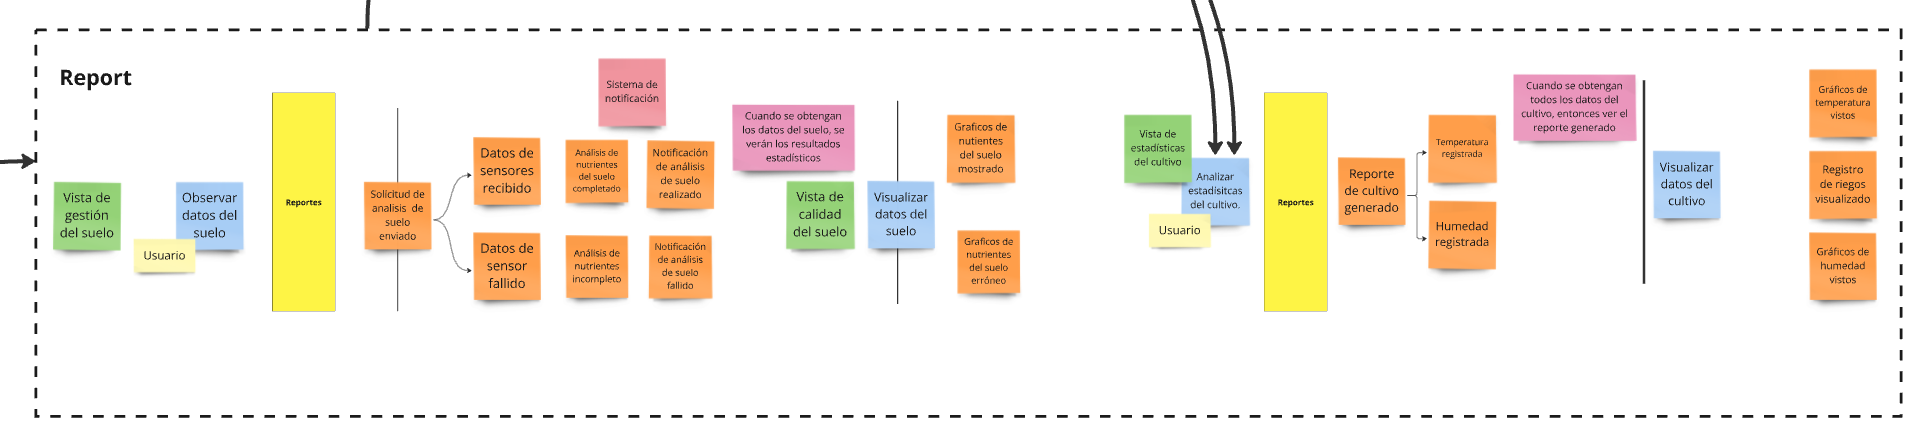 Report
Vista de
gestión
del suelo
Observar
datos del
suelo
Usuario
Reportes
Solicitud de
analisis de
suelo
enviado
Datos de
sensores
recibido
Datos de
sensor
fallido
Sistema de
notificación
Análisis de
nutrientes
del suelo
completado
Notificación
de análisis
de suelo
realizado
Análisis de
nutrientes
incornpleto
Notificación
de análisis
de suelo
fallido
Cuando se obtengan
los datos del suelo, se
verán los resultados
estadísticos
Vista de
calidad
del suelo
Visualizar
datos del
suelo
Graficos de
nutientes
del suelo
mostrado
Graficos de
nutrientes
del suelo
erróneo
Vista de
estadísticas
del cultivo
Analizar
estadísitcas
del cultivo.
Usuario
Reportes
Reporte
de cultivo
generado
Temperatura
registrada
Humedad
registrada
Cuando se obtengan
todos los datos del
cultivo, entonces ver el
reporte generado
Visualizar
datos del
cultivo
Gráficos de
temperatura
vistos
Registro
de riegos
visualizado
Gráficos de
humedad
vistos